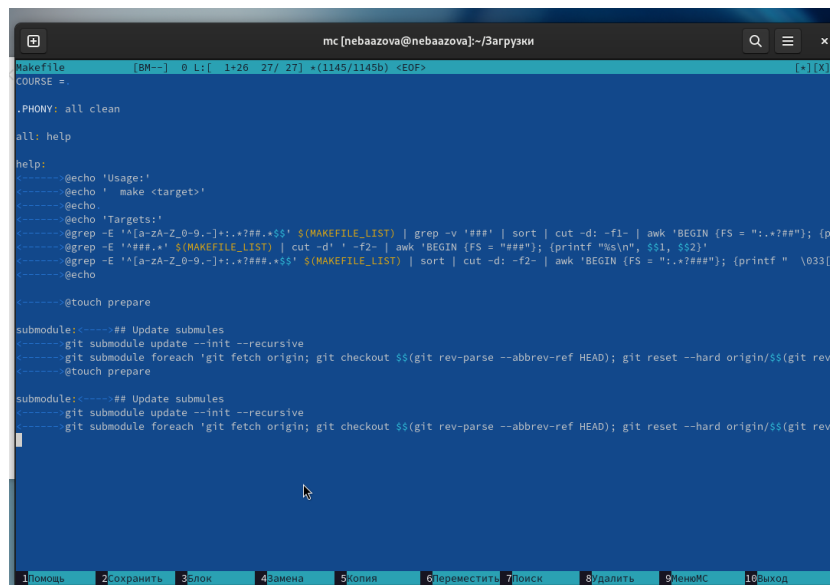 mc [nebaazova@nebaazova]:~/Загрузки
Makefile [BM--] 0 L:[ 1+26 27/ 27] *(1145/1145b) <EOF> [*][X]
COURSE =.
.PHONY: all clean
all: help
help:
<------>@echo 'Usage:'
<------>@echo '  make <target>'
<------>@echo.
<------>@echo 'Targets:'
<------>@grep -E '^[a-zA-Z_0-9.-]+:.*?##.*$$' $(MAKEFILE_LIST) | grep -v '###' | sort | cut -d: -f1- | awk 'BEGIN {FS = ":.*?##"}; {p
<------>@grep -E '^###.*' $(MAKEFILE_LIST) | cut -d' ' -f2- | awk 'BEGIN {FS = "###"}; {printf "%s\n", $$1, $$2}'
<------>@grep -E '^[a-zA-Z_0-9.-]+:.*?###.*$$' $(MAKEFILE_LIST) | sort | cut -d: -f2- | awk 'BEGIN {FS = ":.*?###"}; {printf "  \033[
<------>@echo
<------>@touch prepare
submodule:<---->## Update submules
<------>git submodule update --init --recursive
<------>git submodule foreach 'git fetch origin; git checkout $$(git rev-parse --abbrev-ref HEAD); git reset --hard origin/$$(git rev
<------>@touch prepare
submodule:<---->## Update submules
<------>git submodule update --init --recursive
<------>git submodule foreach 'git fetch origin; git checkout $$(git rev-parse --abbrev-ref HEAD); git reset --hard origin/$$(git rev
1Помощь 2Сохранить 3Блок 4Замена 5Копия 6Переместить 7Поиск 8Удалить 9МенюMC 10Выход